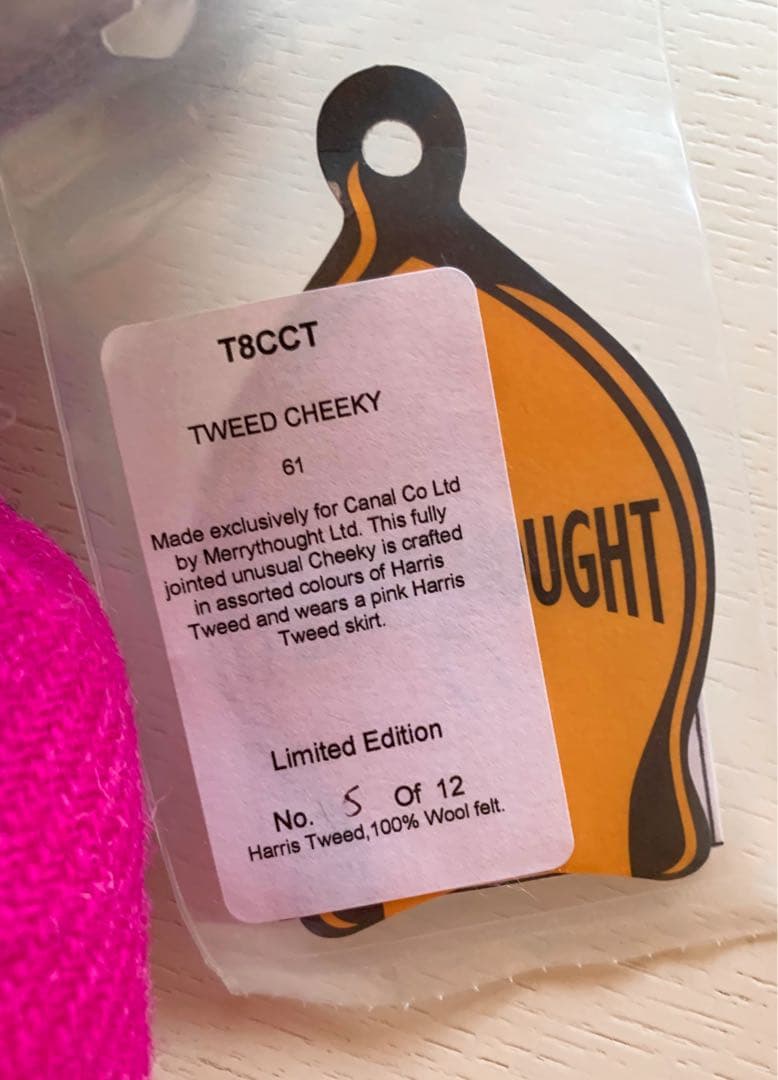 T8CCT
TWEED CHEEKY
61
Made exclusively for Canal Co Ltd
by Merrythought Ltd. This fully
jointed unusual Cheeky is crafted
in assorted colours of Harris
Tweed and wears a pink Harris
Tweed skirt.
Limited Edition
No. 5 Of 12
Harris Tweed,100% Wool felt.
UGHT